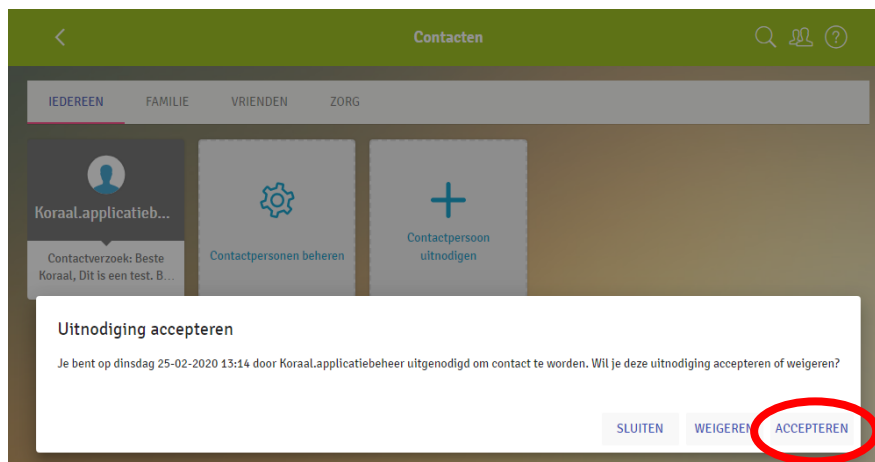 Contacten
IEDEREEN FAMILIE VRIENDEN ZORG
Koraal.applicatieb...
Contactverzoek: Beste
Koraal, Dit is een test. B...
Contactpersonen beheren
Contactpersoon
uitnodigen
Uitnodiging accepteren
Je bent op dinsdag 25-02-2020 13:14 door Koraal.applicatiebeheer uitgenodigd om contact te worden. Wil je deze uitnodiging accepteren of weigeren?
SLUITEN WEIGEREN ACCEPTEREN